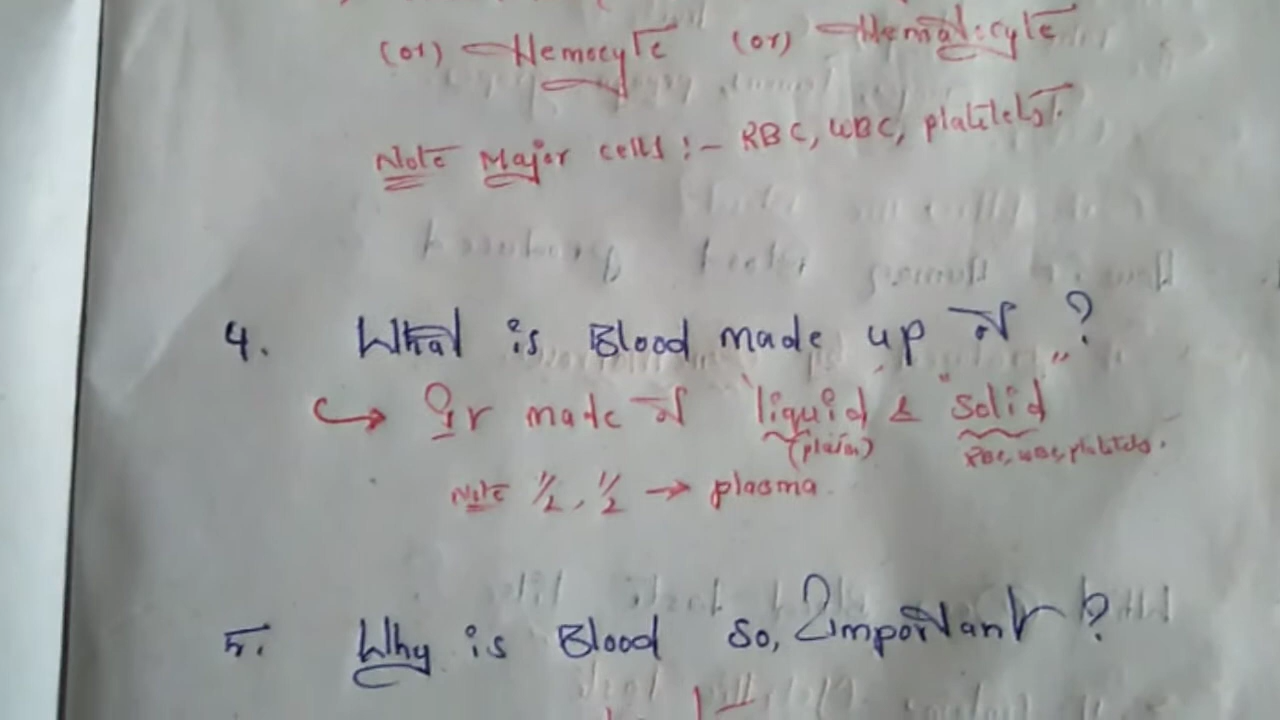 (or) Hemocyte (or) Hematocyte
Note Major cells :- RBC, WBC, platelets.
4. What is Blood made up of ?
↪ It made of "liquid & "solid"
(plasm) RBC, WBC, platelets.
Note 1/2, 1/2 → plasma.
5. Why is Blood so, Important ?